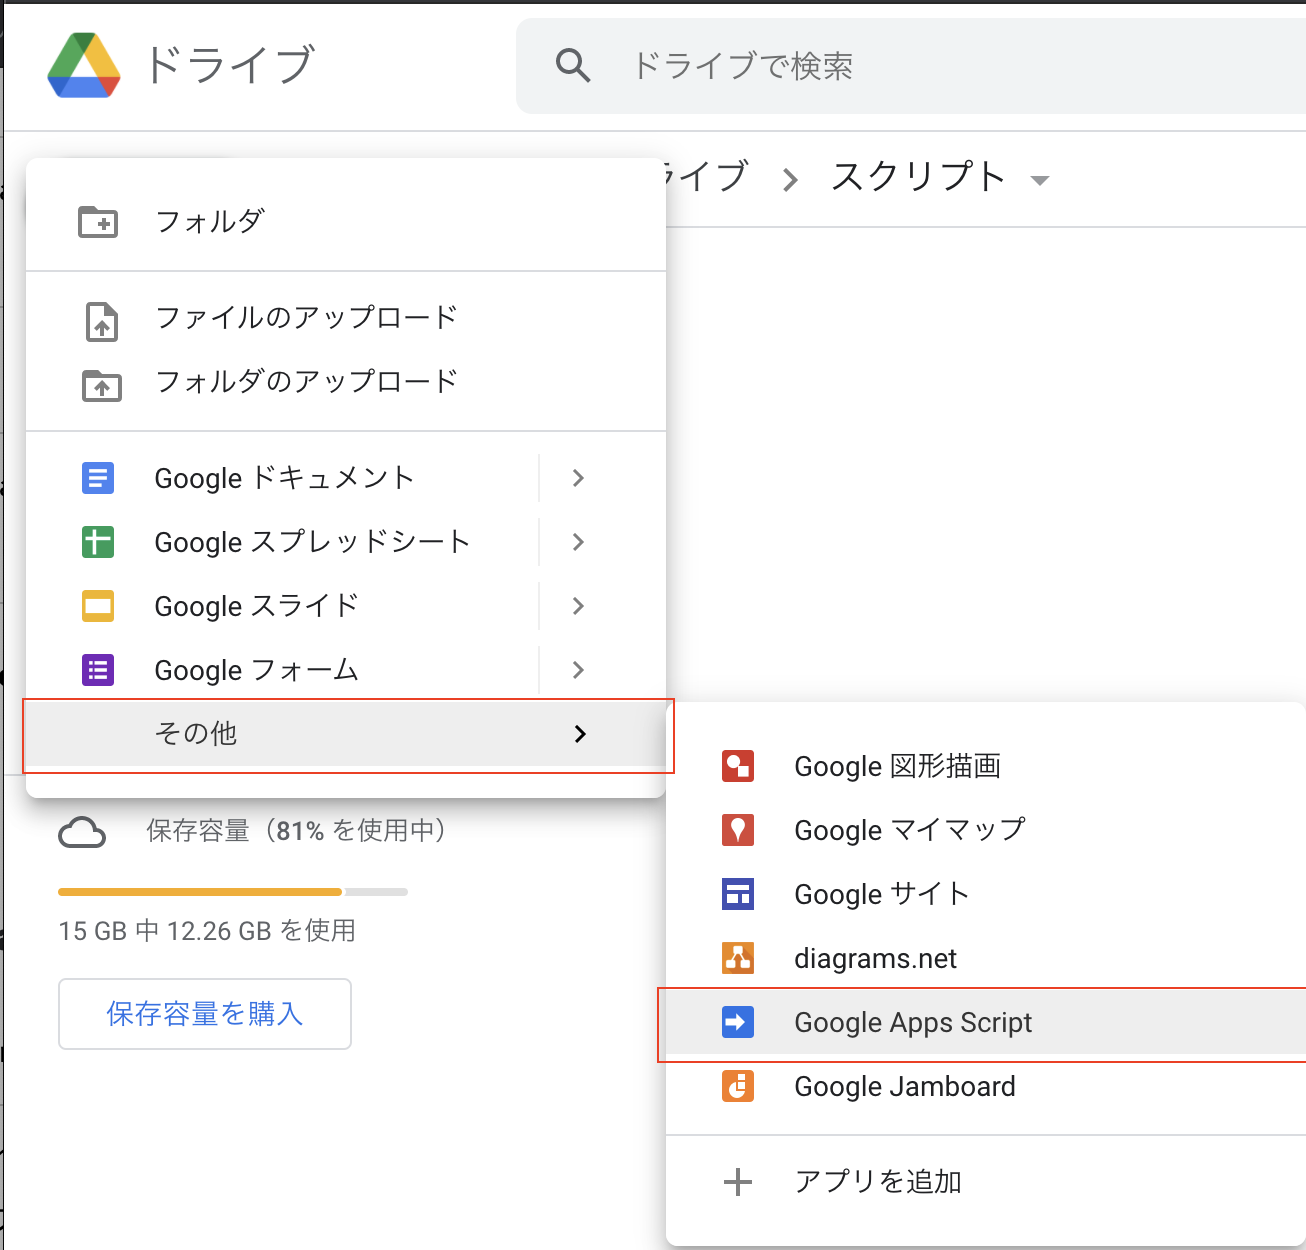 ドライブ
ドライブで検索
ライブ
スクリプト
フォルダ
ファイルのアップロード
フォルダのアップロード
Google ドキュメント
Google スプレッドシート
Google スライド
Google フォーム
その他
Google 図形描画
Google マイマップ
Google サイト
diagrams.net
Google Apps Script
Google Jamboard
アプリを追加
保存容量（81% を使用中）
15 GB 中 12.26 GB を使用
保存容量を購入